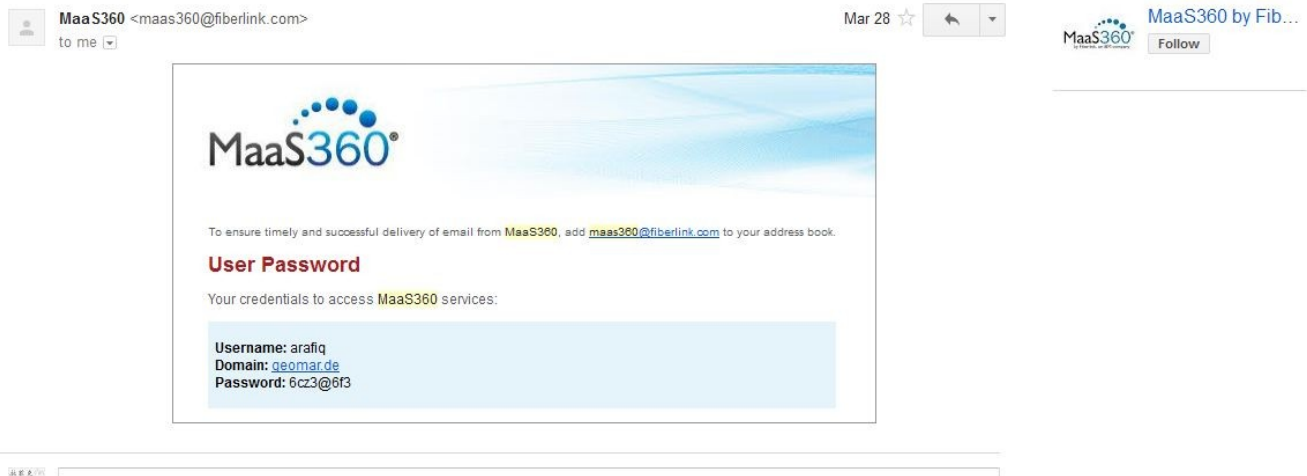 MaaS360 <maas360@fiberlink.com>
Mar 28
to me
MaaS360 by Fib...
Follow
MaaS360
MaaS360®
To ensure timely and successful delivery of email from MaaS360, add maas360@fiberlink.com to your address book.
User Password
Your credentials to access MaaS360 services:
Username: arafiq
Domain: geomar.de
Password: 6cz3@6f3